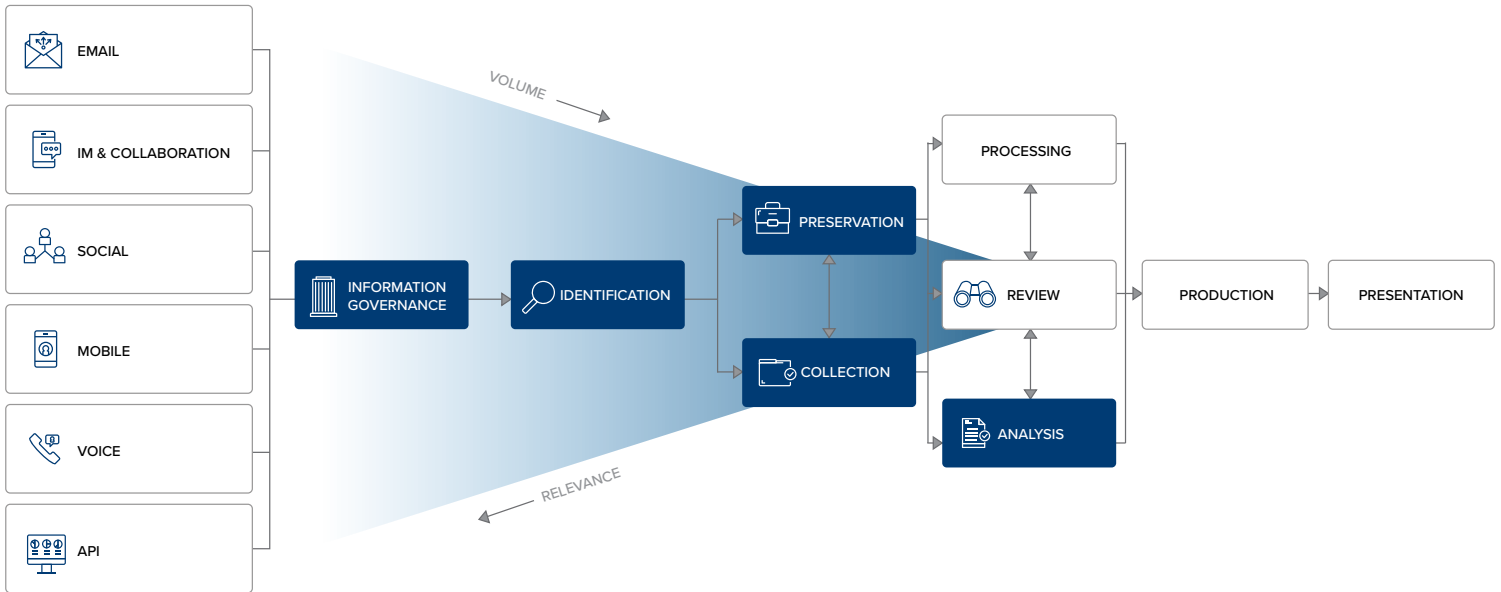 EMAIL
IM & COLLABORATION
SOCIAL
MOBILE
VOICE
API
VOLUME
RELEVANCE
INFORMATION
GOVERNANCE
IDENTIFICATION
PRESERVATION
COLLECTION
PROCESSING
REVIEW
ANALYSIS
PRODUCTION
PRESENTATION